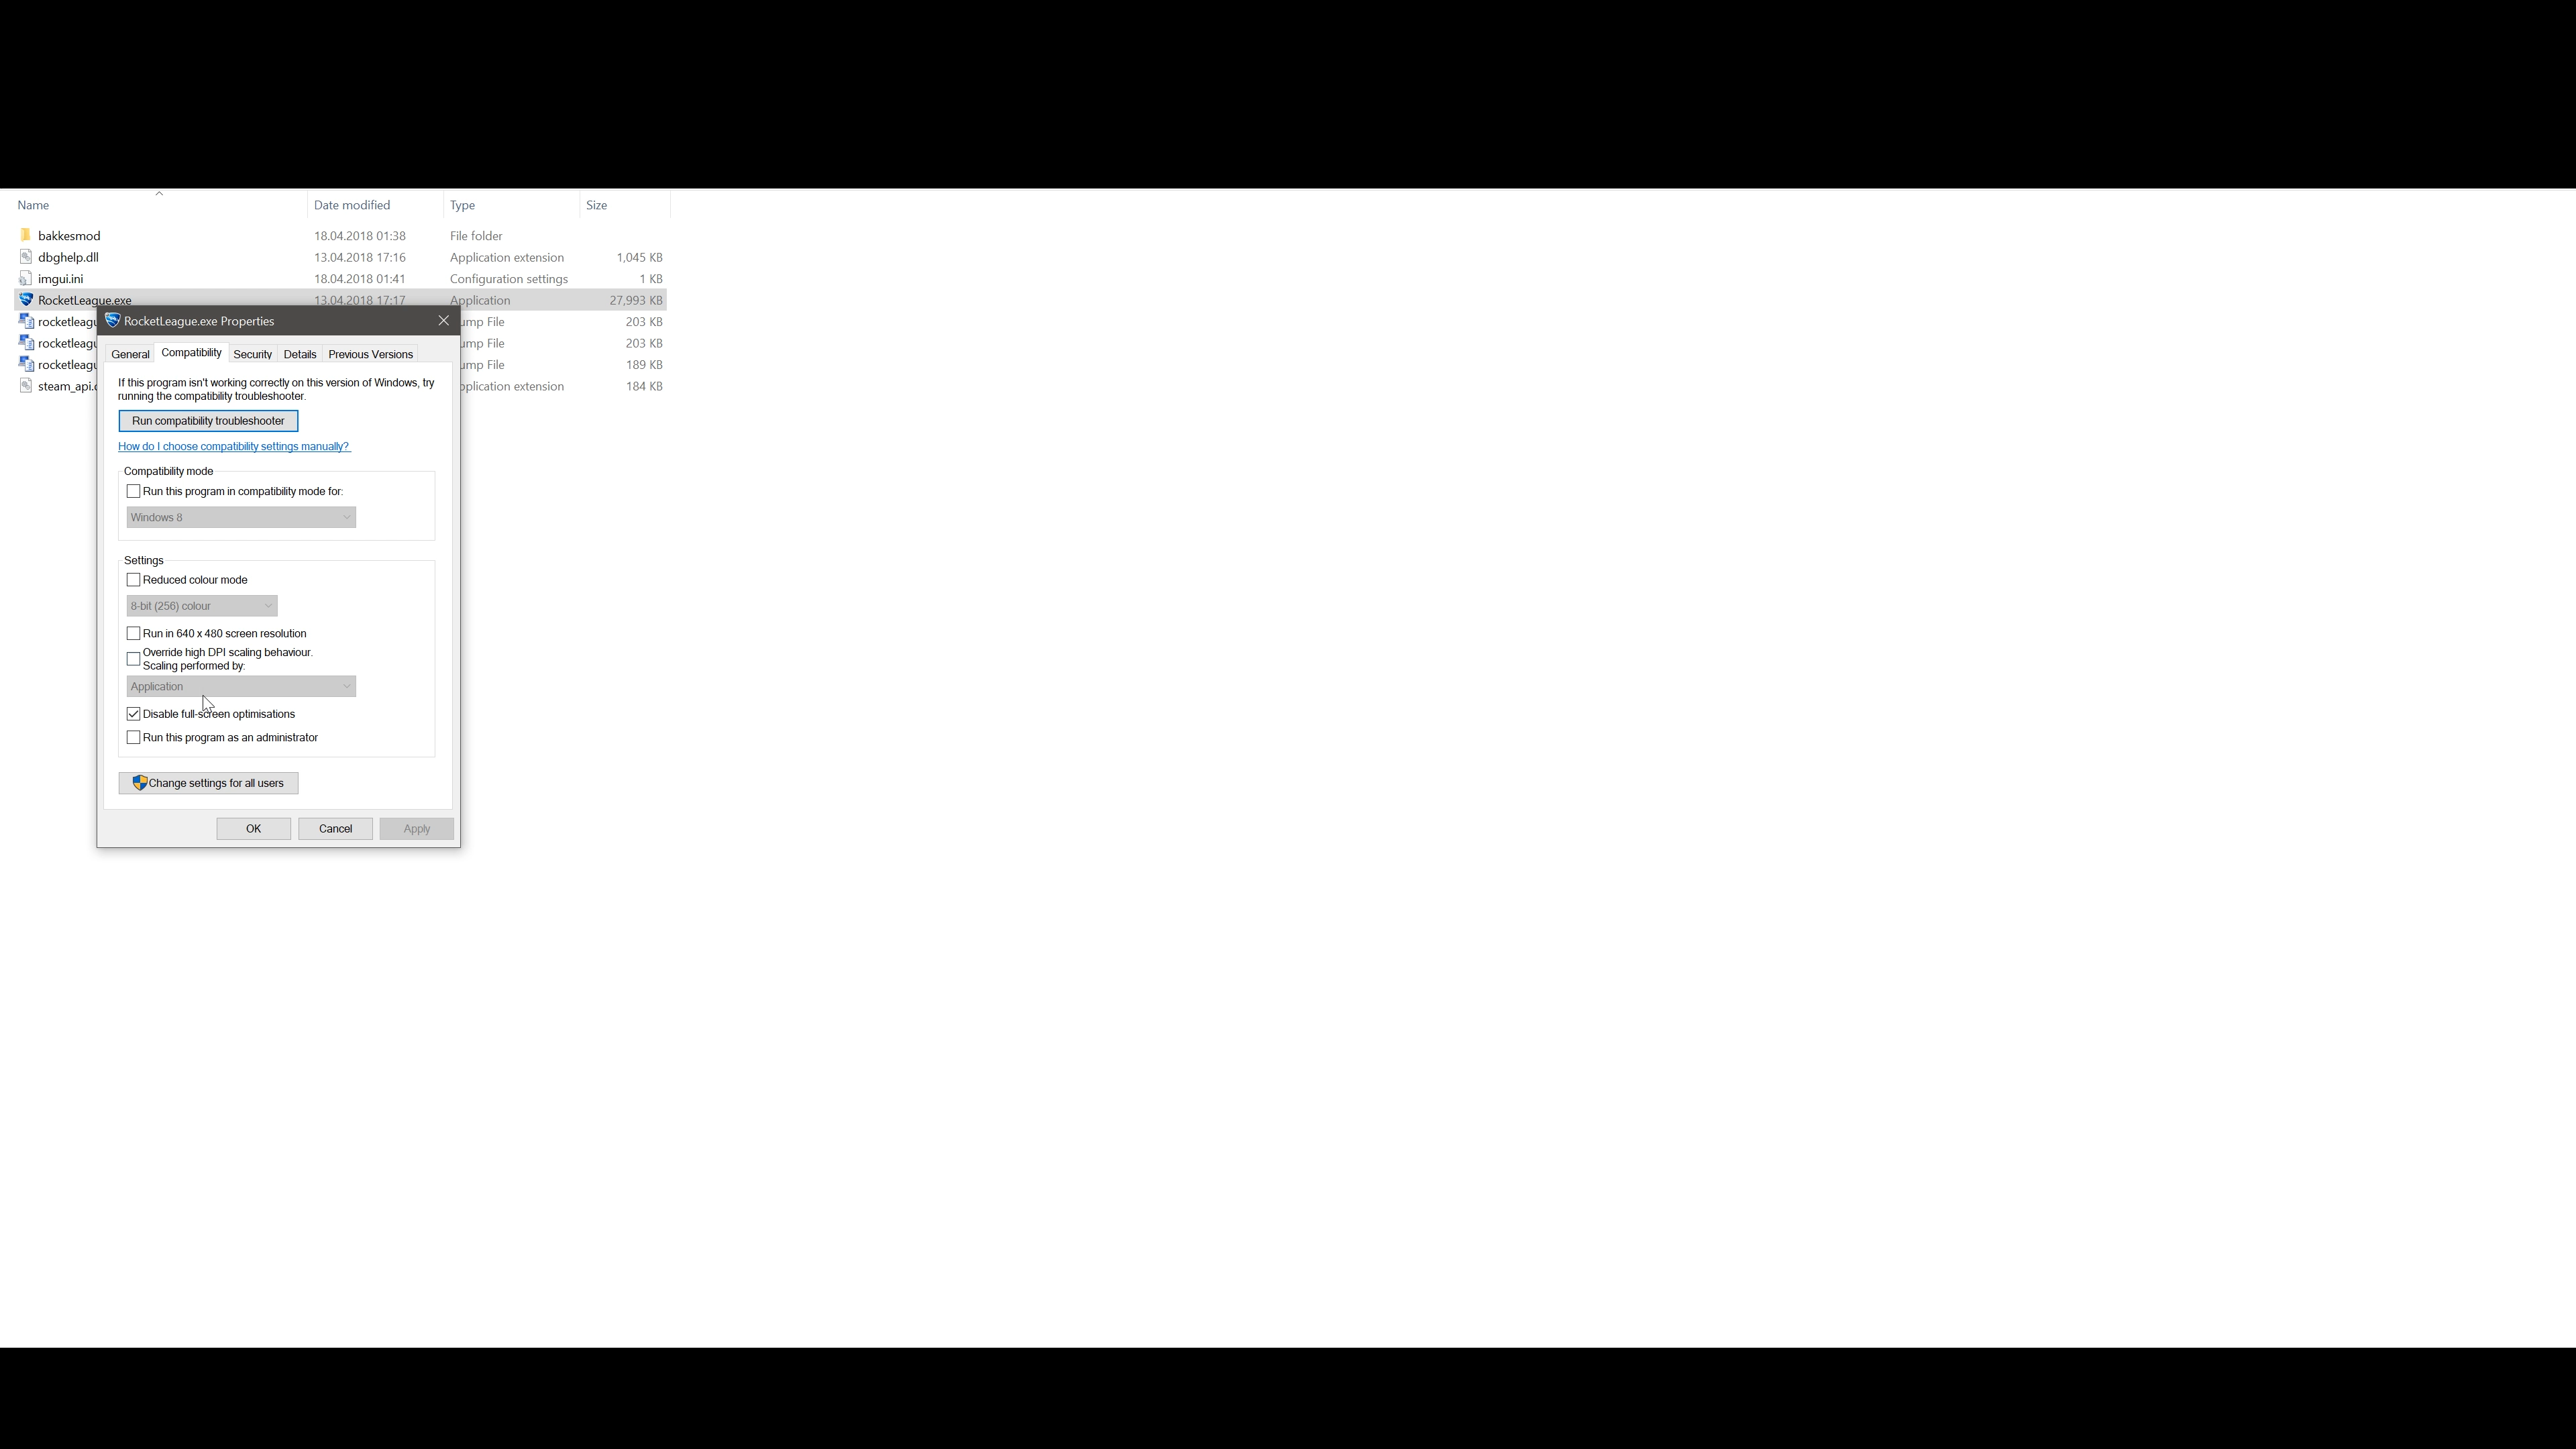 Name Date modified Type Size
bakkesmod 18.04.2018 01:38 File folder
dbghelp.dll 13.04.2018 17:16 Application extension 1,045 KB
imgui.ini 18.04.2018 01:41 Configuration settings 1 KB
RocketLeague.exe 13.04.2018 17:17 Application 27,993 KB
File 203 KB
File 203 KB
File 189 KB
extension 184 KB
RocketLeague.exe Properties
General Compatibility Security Details Previous Versions
If this program isn't working correctly on this version of Windows, try
running the compatibility troubleshooter.
Run compatibility troubleshooter
How do I choose compatibility settings manually?
Compatibility mode
Run this program in compatibility mode for:
Windows 8
Settings
Reduced colour mode
8-bit (256) colour
Run in 640 x 480 screen resolution
Override high DPI scaling behaviour.
Scaling performed by:
Application
Disable full-screen optimisations
Run this program as an administrator
Change settings for all users
OK Cancel Apply